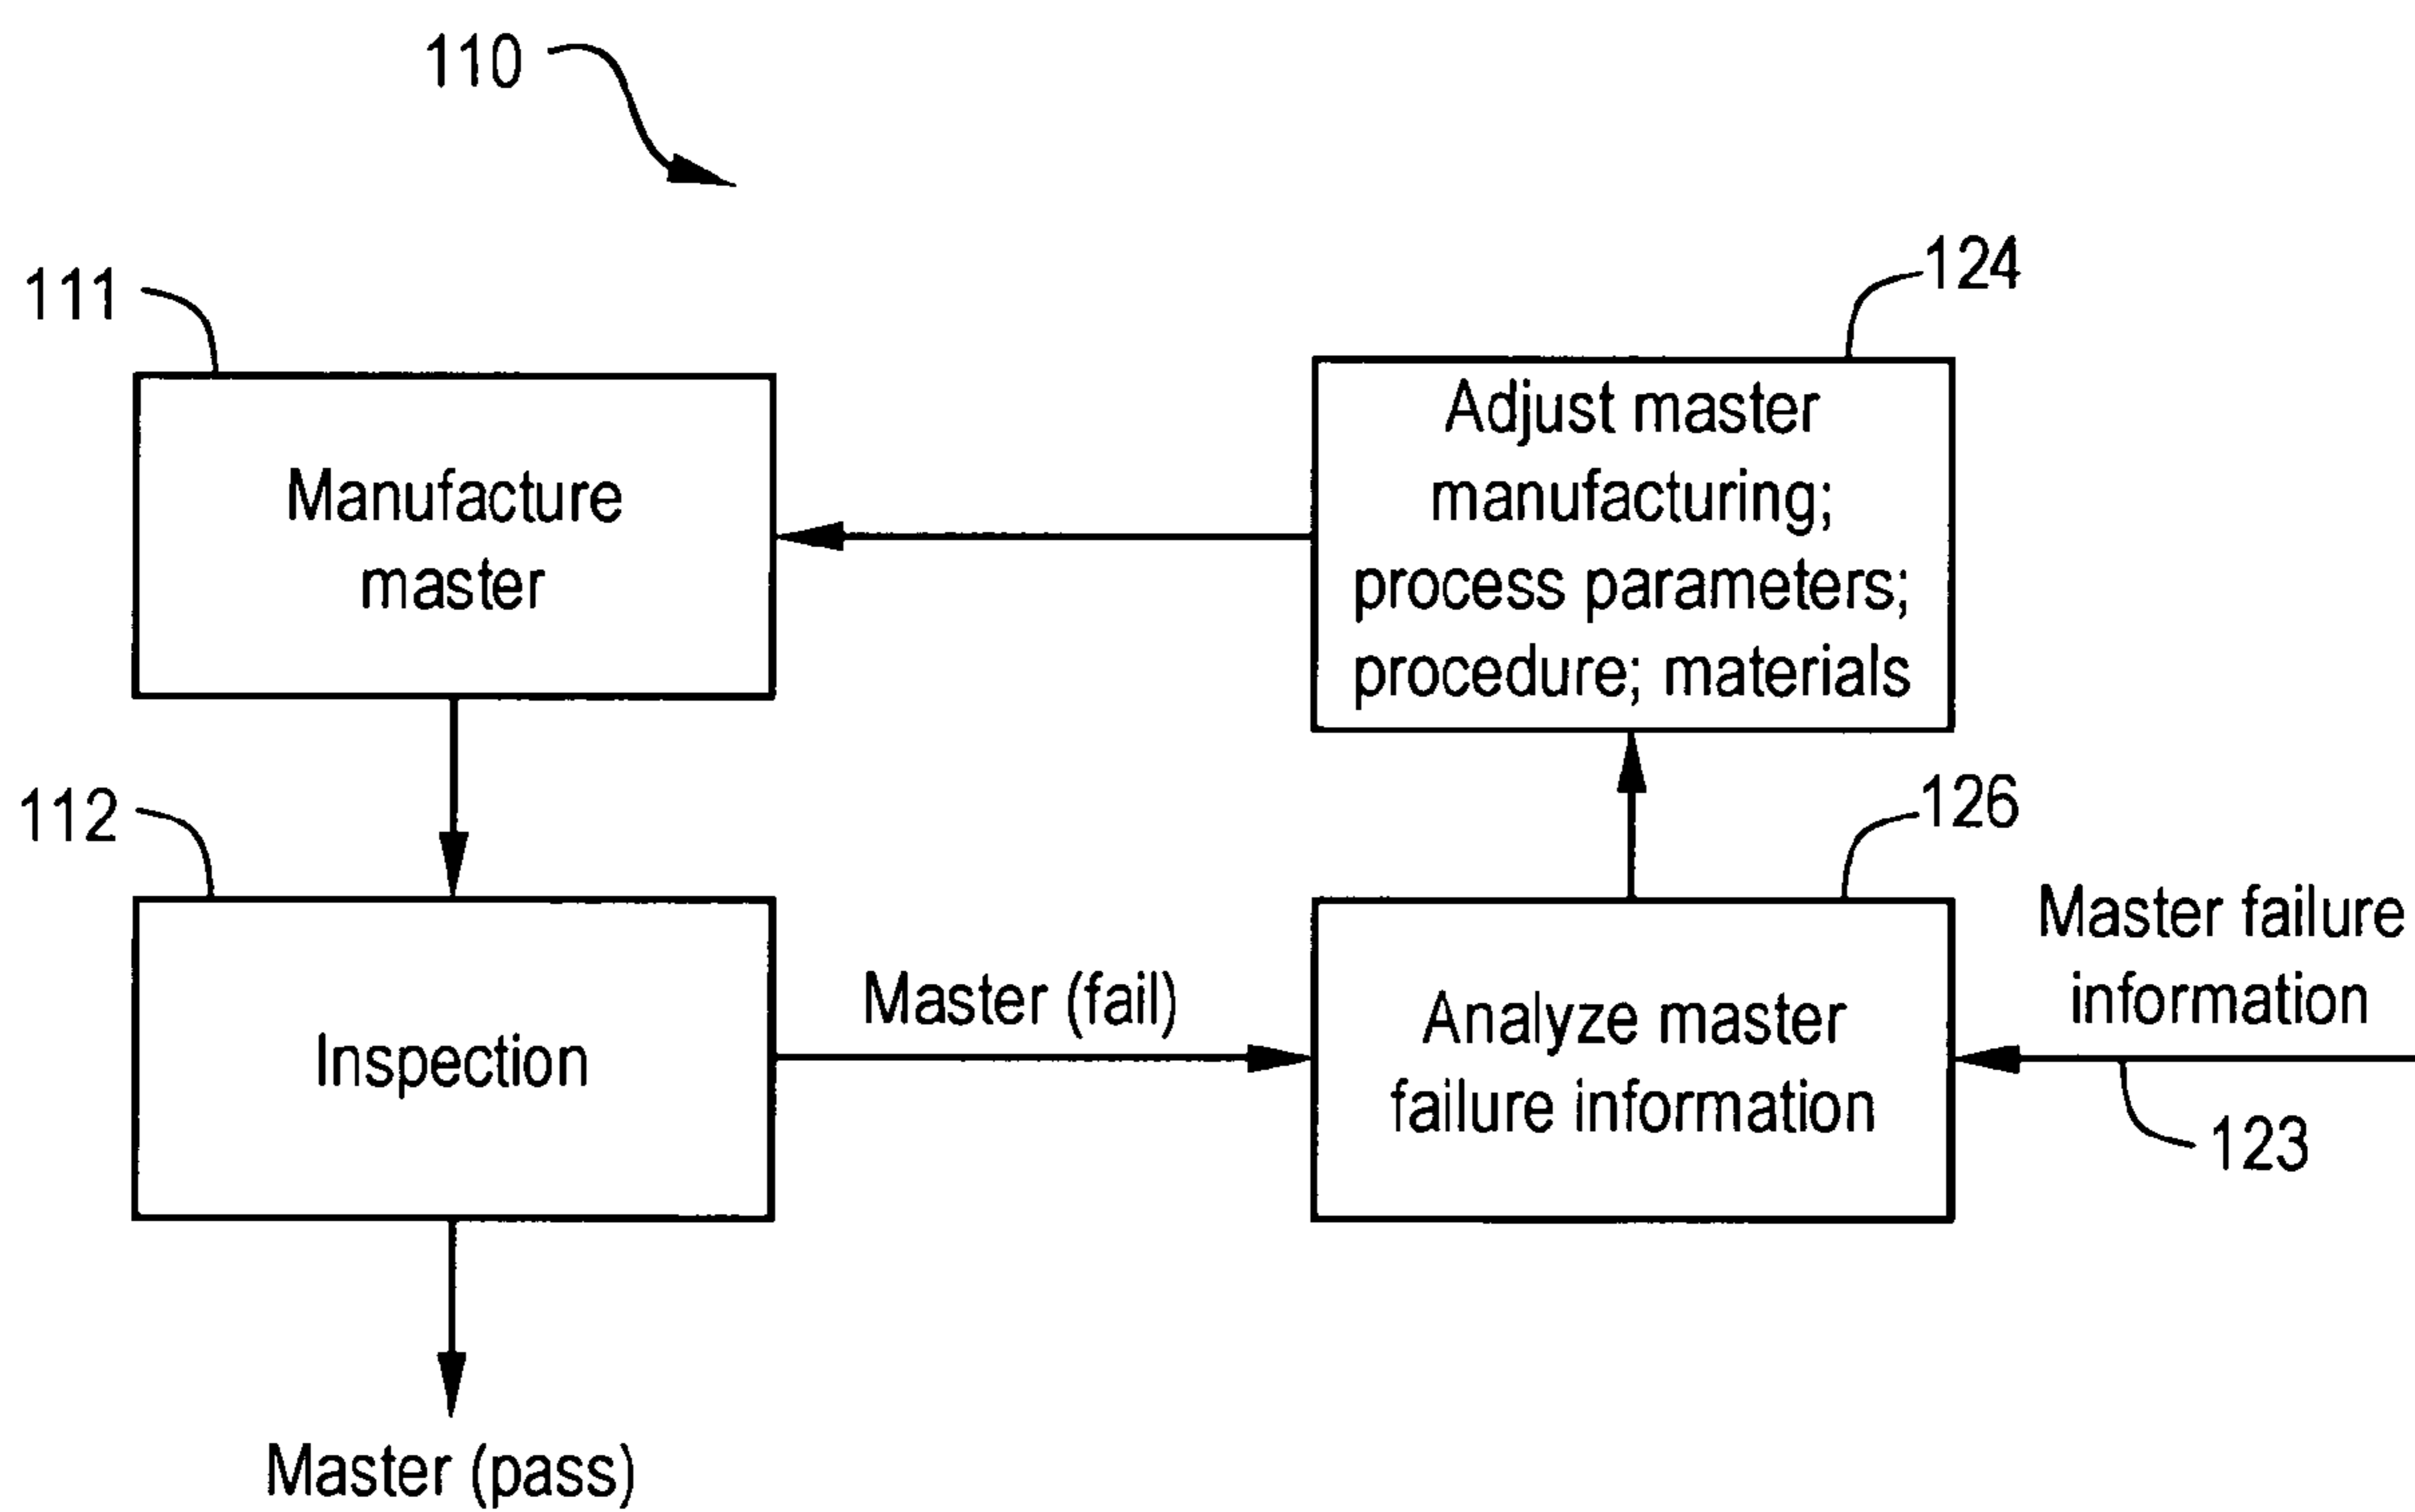 110
111
Manufacture
master
124
Adjust master
manufacturing;
process parameters;
procedure; materials
112
Inspection
Master (fail)
126
Analyze master
failure information
Master failure
information
123
Master (pass)